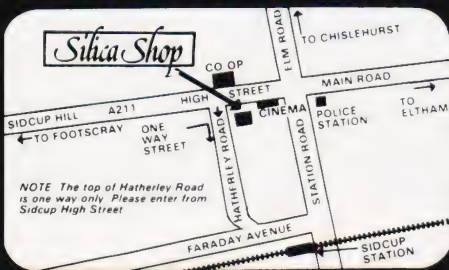 Silica Shop
CO OP
ELM ROAD
TO CHISLEHURST
MAIN ROAD
HIGH STREET
SIDCUP HILL A211
TO FOOTSCRAY
ONE
WAY
STREET
CINEMA
POLICE
STATION
TO
ELTHAM
HATHERLEY ROAD
STATION ROAD
NOTE The top of Hatherley Road
is one way only Please enter from
Sidcup High Street
FARADAY AVENUE
SIDCUP
STATION